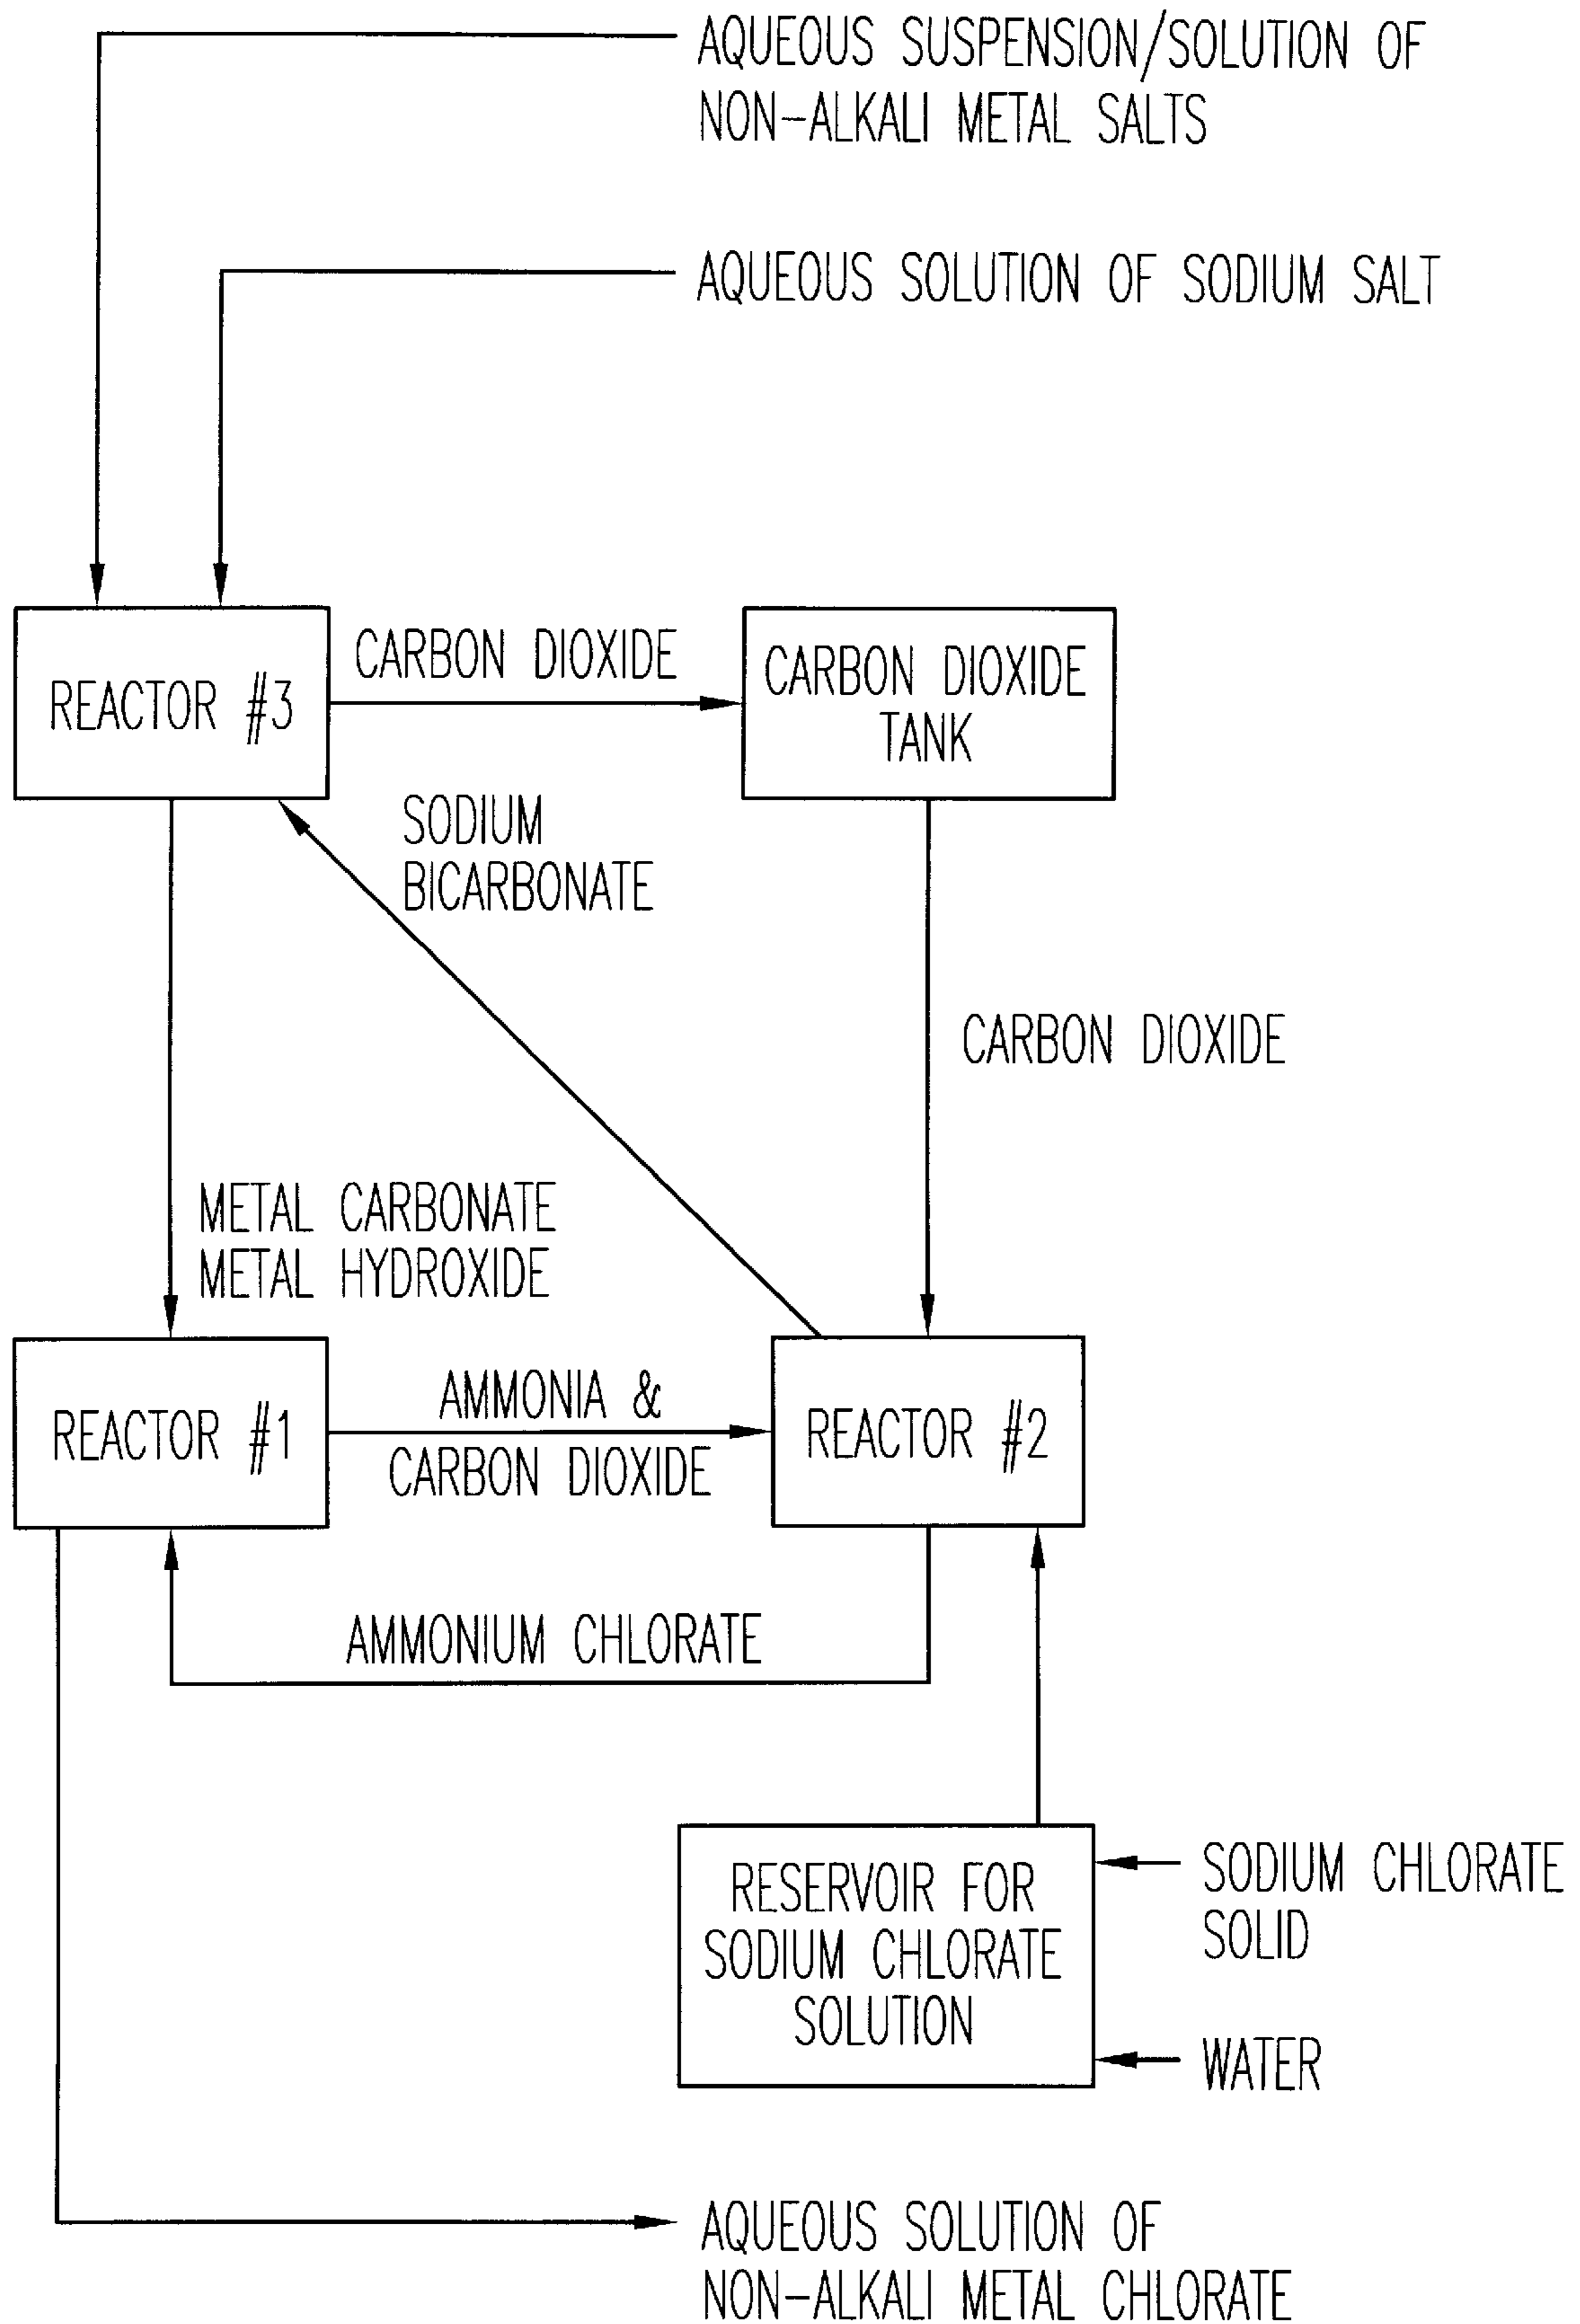 AQUEOUS SUSPENSION/SOLUTION OF
NON-ALKALI METAL SALTS
AQUEOUS SOLUTION OF SODIUM SALT
REACTOR #3
CARBON DIOXIDE
CARBON DIOXIDE
TANK
SODIUM
BICARBONATE
CARBON DIOXIDE
METAL CARBONATE
METAL HYDROXIDE
REACTOR #1
AMMONIA &
CARBON DIOXIDE
REACTOR #2
AMMONIUM CHLORATE
RESERVOIR FOR
SODIUM CHLORATE
SOLUTION
SODIUM CHLORATE
SOLID
WATER
AQUEOUS SOLUTION OF
NON-ALKALI METAL CHLORATE